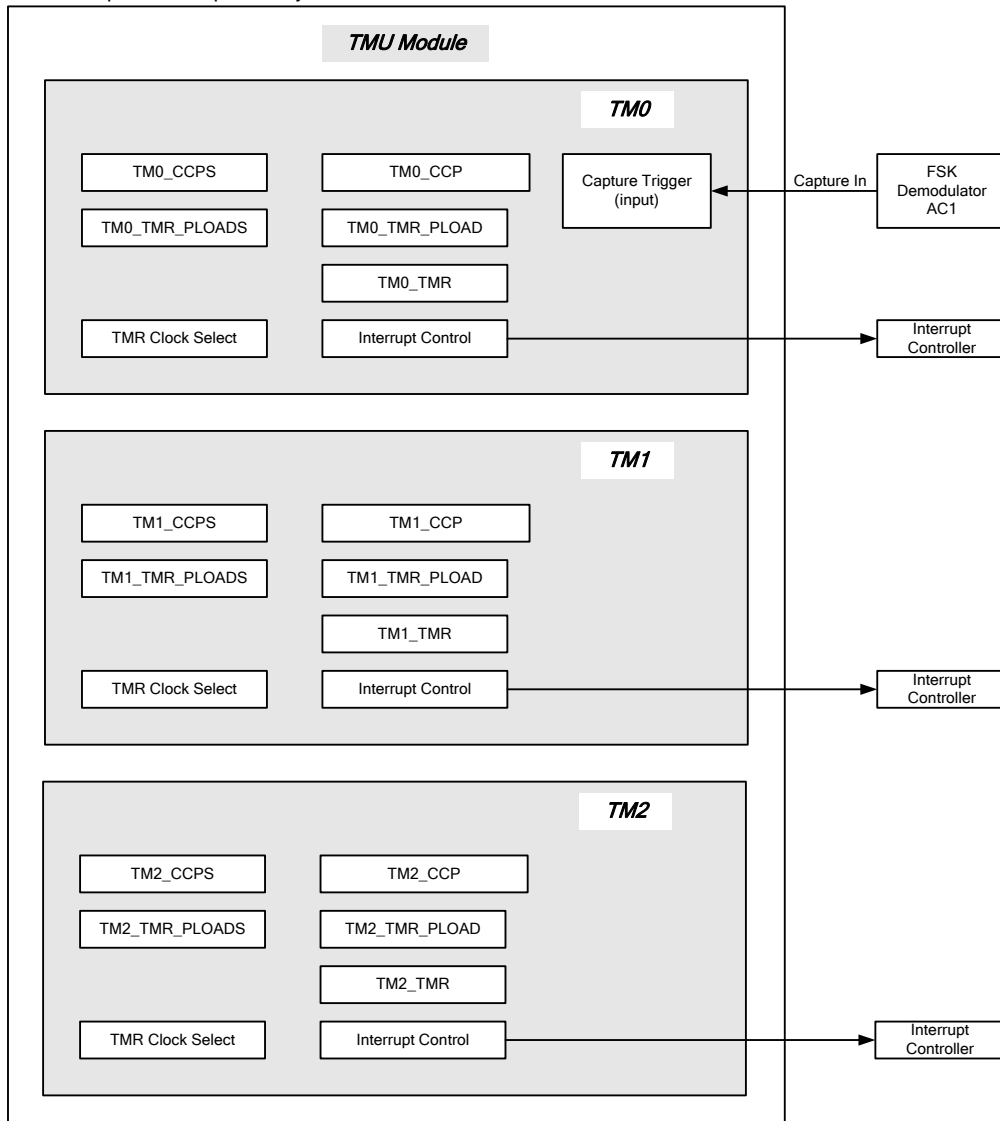 TMU Module
TM0
TM0_CCPS
TM0_CCP
Capture Trigger
(input)
Capture In
FSK
Demodulator
AC1
TM0_TMR_PLOADS
TM0_TMR_PLOAD
TM0_TMR
TMR Clock Select
Interrupt Control
Interrupt
Controller
TM1
TM1_CCPS
TM1_CCP
TM1_TMR_PLOADS
TM1_TMR_PLOAD
TM1_TMR
TMR Clock Select
Interrupt Control
Interrupt
Controller
TM2
TM2_CCPS
TM2_CCP
TM2_TMR_PLOADS
TM2_TMR_PLOAD
TM2_TMR
TMR Clock Select
Interrupt Control
Interrupt
Controller